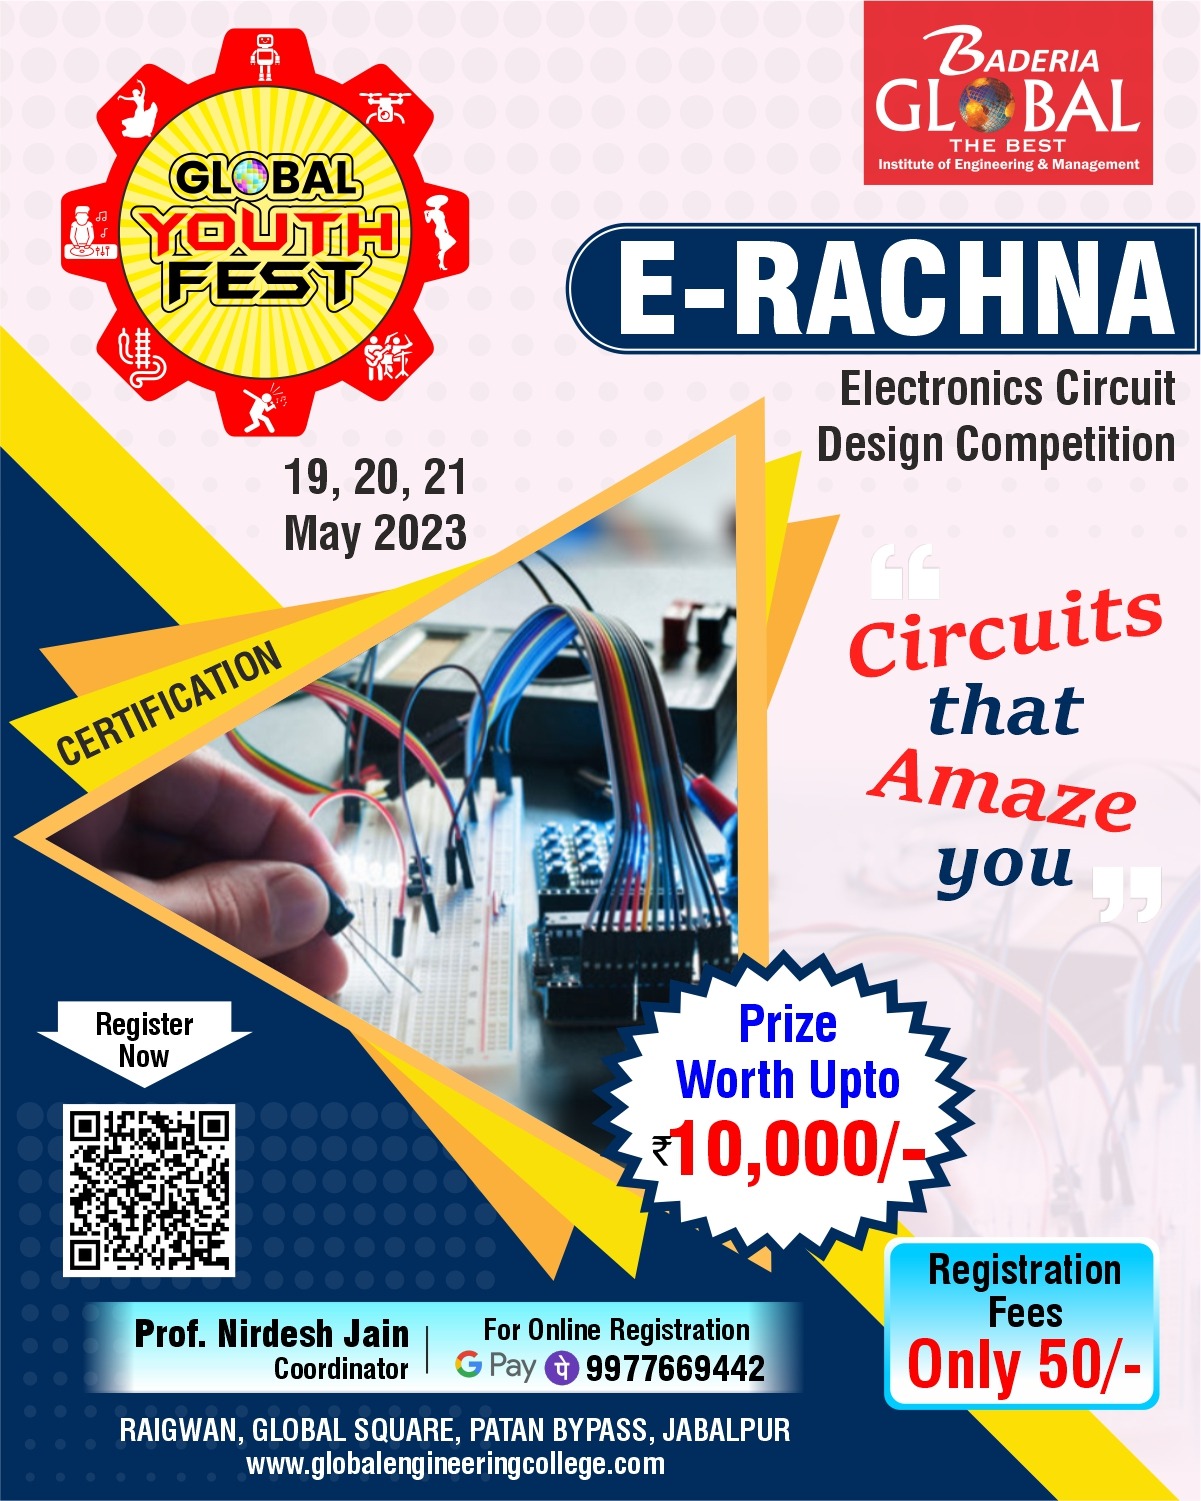 GLOBAL
YOUTH
FEST
BADERIA
GLOBAL
THE BEST
Institute of Engineering & Management
E-RACHNA
Electronics Circuit
Design Competition
19, 20, 21
May 2023
CERTIFICATION
“Circuits
that
Amaze
you”
Register
Now
Prize
Worth Upto
₹10,000/-
Registration
Fees
Only 50/-
Prof. Nirdesh Jain
Coordinator
For Online Registration
G Pay पे 9977669442
RAIGWAN, GLOBAL SQUARE, PATAN BYPASS, JABALPUR
www.globalengineeringcollege.com